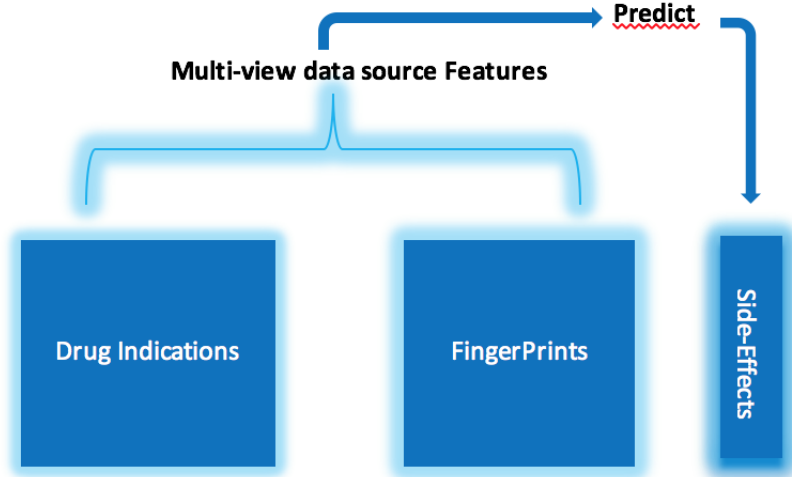 Predict
Multi-view data source Features
Drug Indications
FingerPrints
Side-Effects